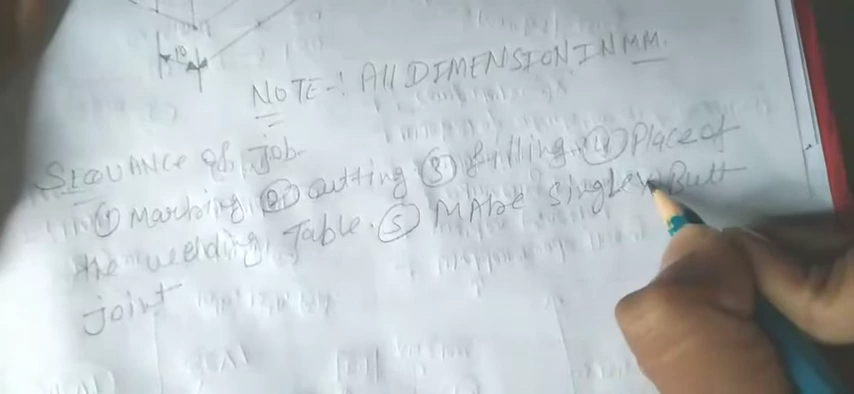 10
NOTE-: All DIMENSION IN MM.
SEQUANCE of Job-
(1) Marking (2) cutting (3) filling. (4) Place of
the welding Table. (5) MAke Single V Butt
joint